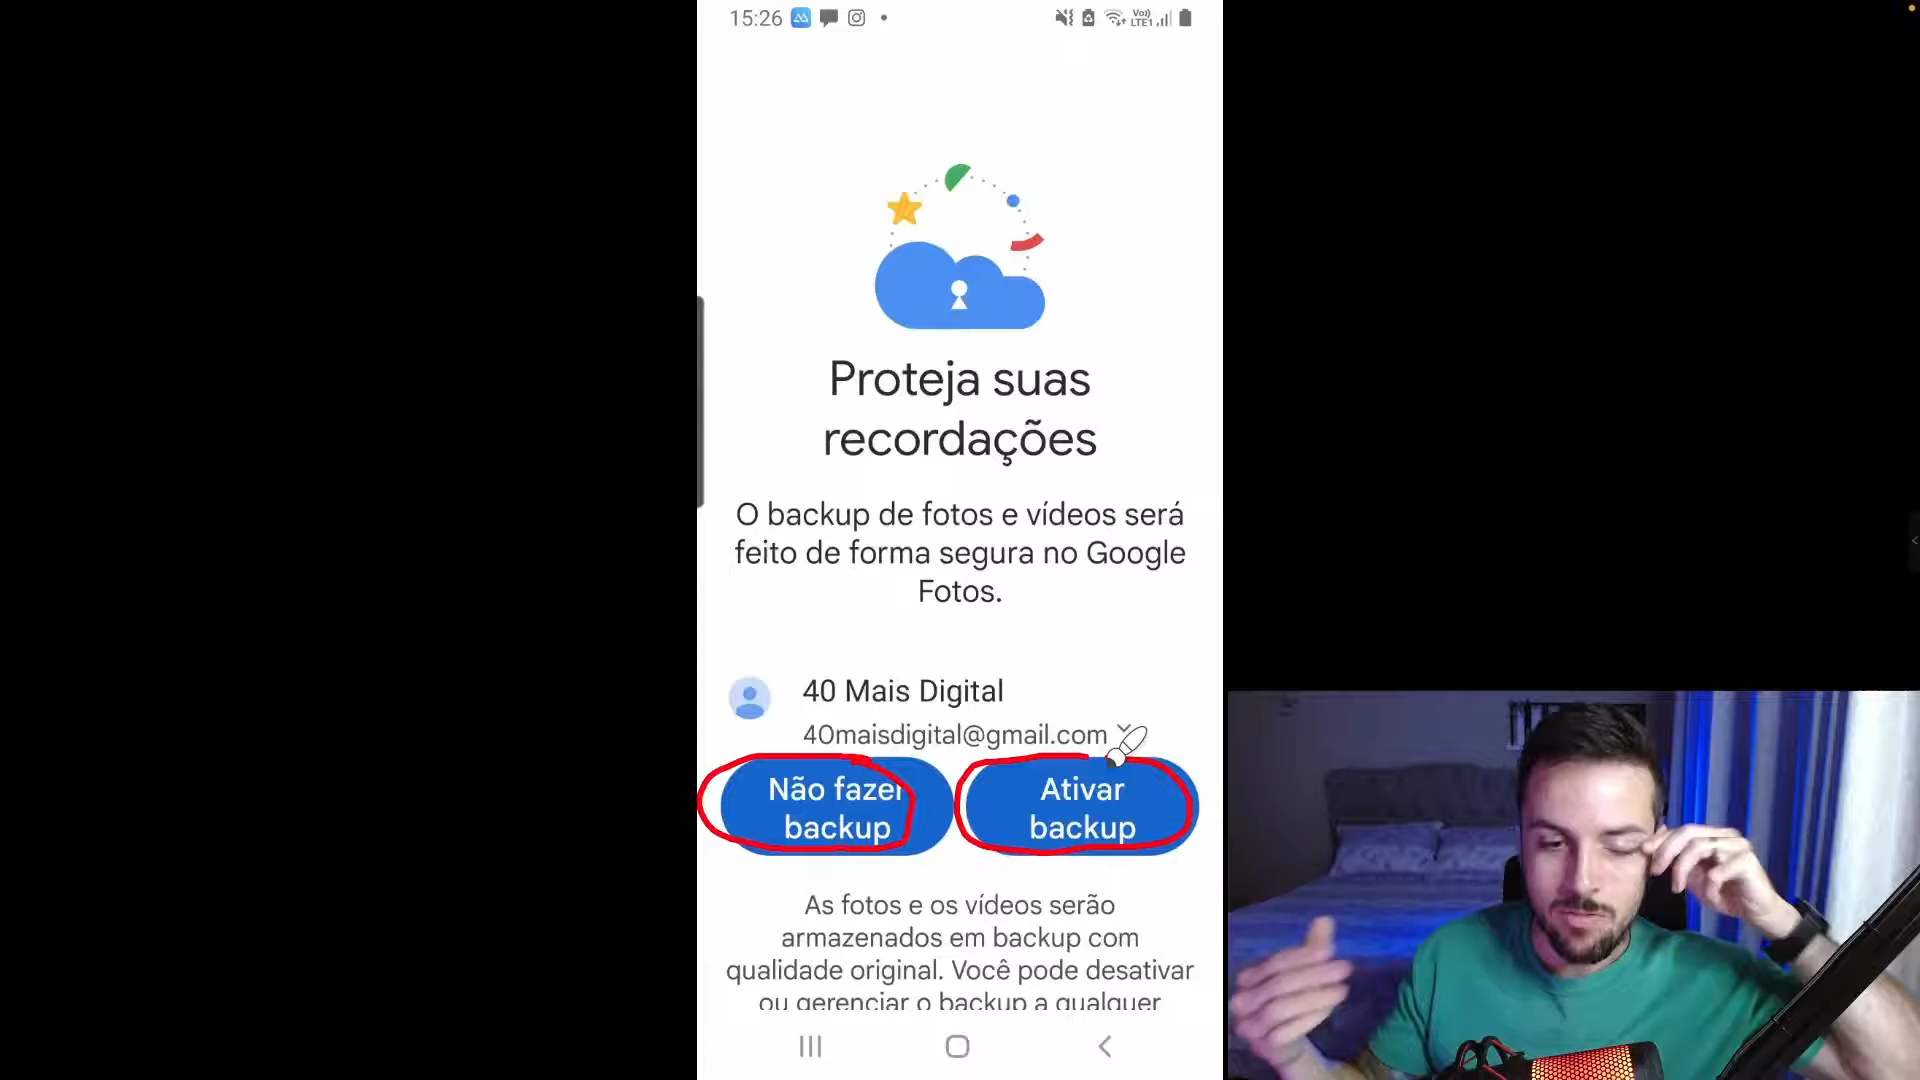 15:26
Vo))
LTE1
Proteja suas
recordações
O backup de fotos e vídeos será
feito de forma segura no Google
Fotos.
40 Mais Digital
40maisdigital@gmail.com
Não fazer
backup
Ativar
backup
As fotos e os vídeos serão
armazenados em backup com
qualidade original. Você pode desativar
ou gerenciar o backup a qualquer